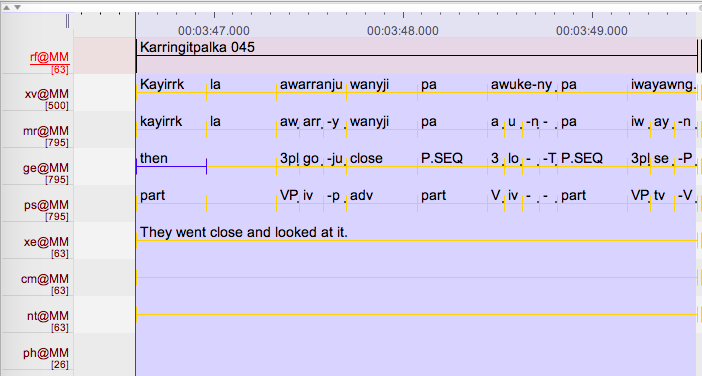 00:03:47.000 00:03:48.000 00:03:49.000
rf@MM [63] Karringitpalka 045
xv@MM [500] Kayirrk la awarranju wanyji pa awuke-ny pa iwayawng.
mr@MM [795] kayirrk la aw arr -y wanyji pa a u -n - pa iw ay -n
ge@MM [795] then 3pl go -ju close P.SEQ 3 lo - -T P.SEQ 3pl se -P
ps@MM [795] part VP iv -p adv part V iv - - part VP tv -V
xe@MM [63] They went close and looked at it.
cm@MM [63]
nt@MM [63]
ph@MM [26]